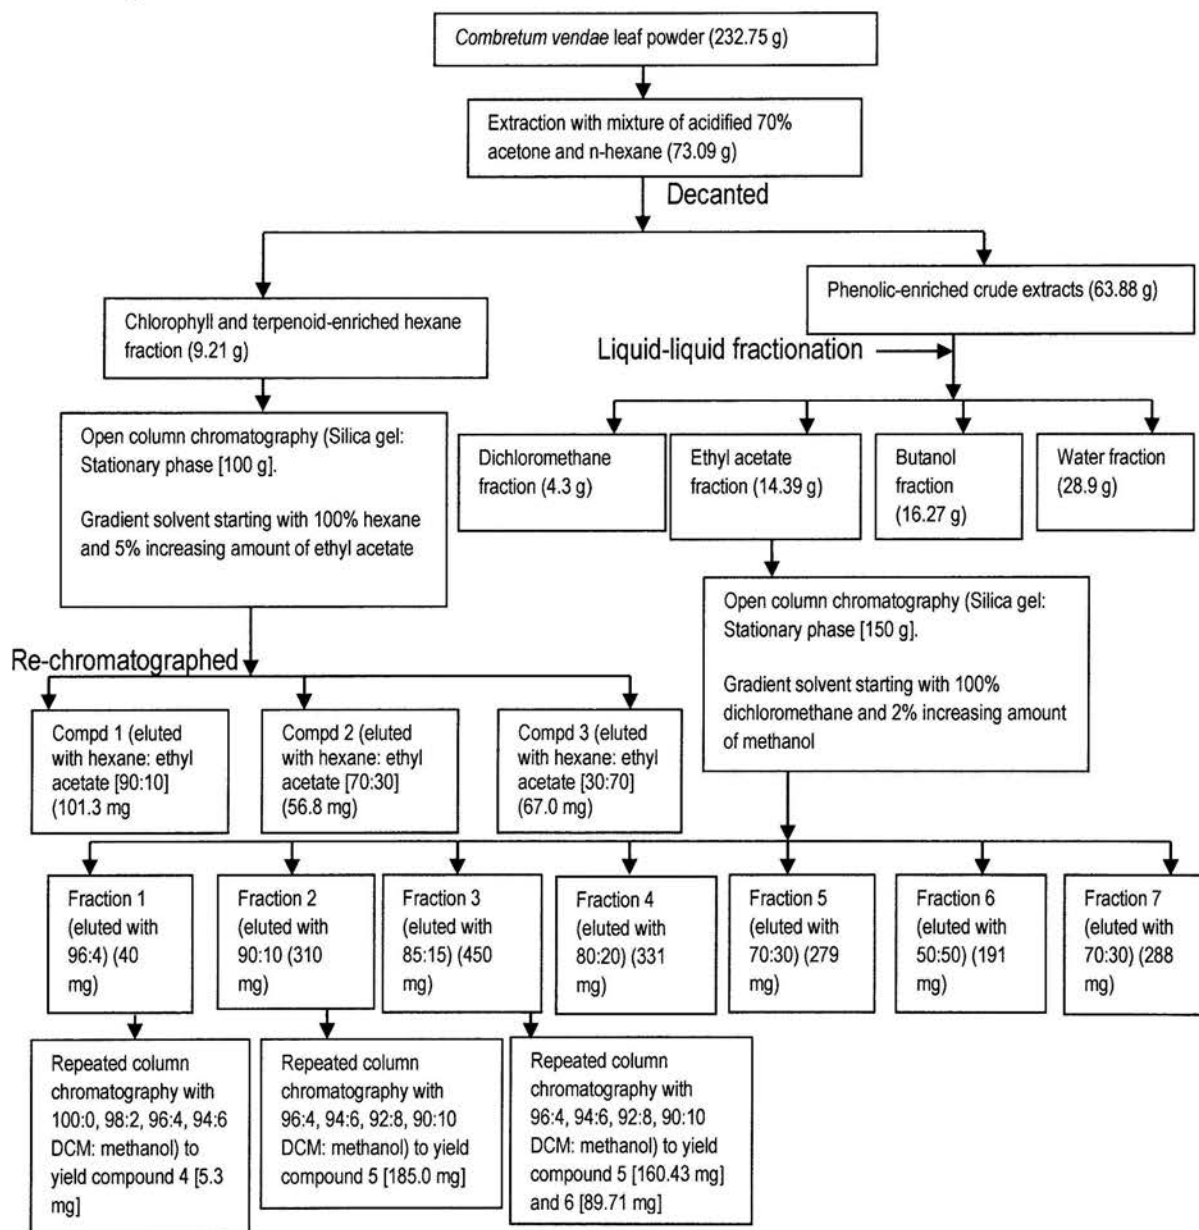 Combretum vendae leaf powder (232.75 g)
Extraction with mixture of acidified 70%
acetone and n-hexane (73.09 g)
Decanted
Chlorophyll and terpenoid-enriched hexane
fraction (9.21 g)
Phenolic-enriched crude extracts (63.88 g)
Liquid-liquid fractionation
Open column chromatography (Silica gel:
Stationary phase [100 g].
Gradient solvent starting with 100% hexane
and 5% increasing amount of ethyl acetate
Dichloromethane
fraction (4.3 g)
Ethyl acetate
fraction (14.39 g)
Butanol
fraction
(16.27 g)
Water fraction
(28.9 g)
Open column chromatography (Silica gel:
Stationary phase [150 g].
Gradient solvent starting with 100%
dichloromethane and 2% increasing amount
of methanol
Re-chromatographed
Compd 1 (eluted
with hexane: ethyl
acetate [90:10]
(101.3 mg
Compd 2 (eluted
with hexane: ethyl
acetate [70:30]
(56.8 mg)
Compd 3 (eluted
with hexane: ethyl
acetate [30:70]
(67.0 mg)
Fraction 1
(eluted with
96:4) (40
mg)
Fraction 2
(eluted with
90:10 (310
mg)
Fraction 3
(eluted with
85:15) (450
mg)
Fraction 4
(eluted with
80:20) (331
mg)
Fraction 5
(eluted with
70:30) (279
mg)
Fraction 6
(eluted with
50:50) (191
mg)
Fraction 7
(eluted with
70:30) (288
mg)
Repeated column
chromatography with
100:0, 98:2, 96:4, 94:6
DCM: methanol) to
yield compound 4 [5.3
mg]
Repeated column
chromatography with
96:4, 94:6, 92:8, 90:10
DCM: methanol) to yield
compound 5 [185.0 mg]
Repeated column
chromatography with
96:4, 94:6, 92:8, 90:10
DCM: methanol) to yield
compound 5 [160.43 mg]
and 6 [89.71 mg]